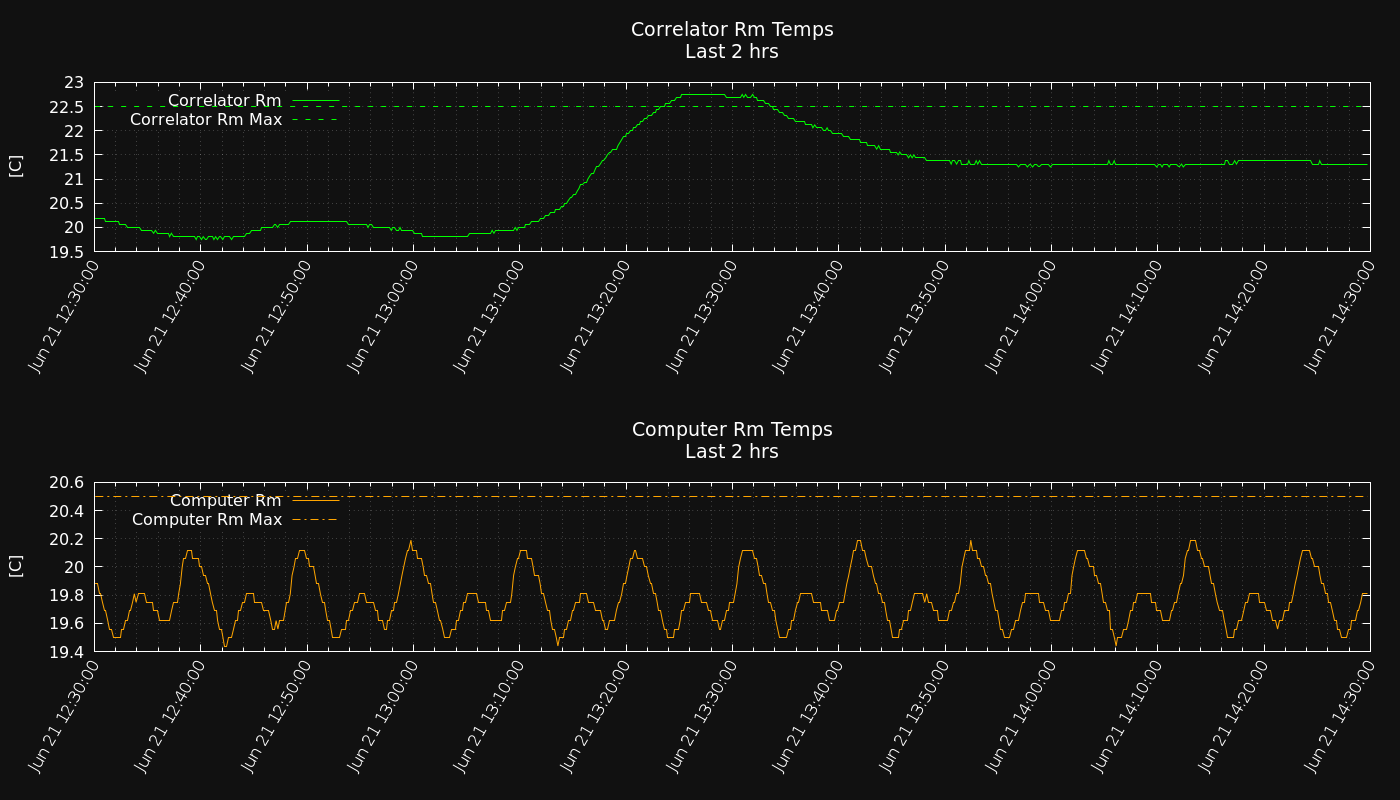 Correlator Rm Temps
Last 2 hrs
23
22.5
22
21.5
21
20.5
20
19.5
[C]
Correlator Rm
Correlator Rm Max
Jun 21 12:30:00
Jun 21 12:40:00
Jun 21 12:50:00
Jun 21 13:00:00
Jun 21 13:10:00
Jun 21 13:20:00
Jun 21 13:30:00
Jun 21 13:40:00
Jun 21 13:50:00
Jun 21 14:00:00
Jun 21 14:10:00
Jun 21 14:20:00
Jun 21 14:30:00
Computer Rm Temps
Last 2 hrs
20.6
20.4
20.2
20
19.8
19.6
19.4
[C]
Computer Rm
Computer Rm Max
Jun 21 12:30:00
Jun 21 12:40:00
Jun 21 12:50:00
Jun 21 13:00:00
Jun 21 13:10:00
Jun 21 13:20:00
Jun 21 13:30:00
Jun 21 13:40:00
Jun 21 13:50:00
Jun 21 14:00:00
Jun 21 14:10:00
Jun 21 14:20:00
Jun 21 14:30:00